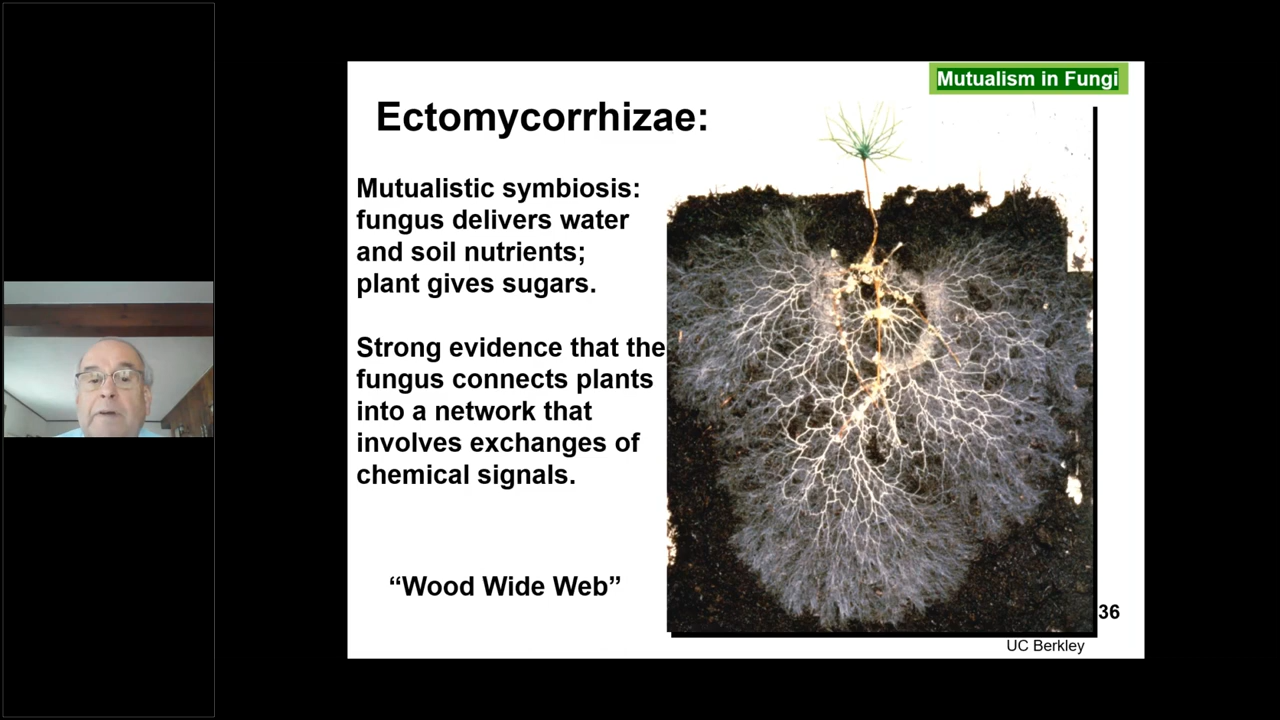 Mutualism in Fungi
Ectomycorrhizae:
Mutualistic symbiosis:
fungus delivers water
and soil nutrients;
plant gives sugars.
Strong evidence that the
fungus connects plants
into a network that
involves exchanges of
chemical signals.
“Wood Wide Web”
36
UC Berkley